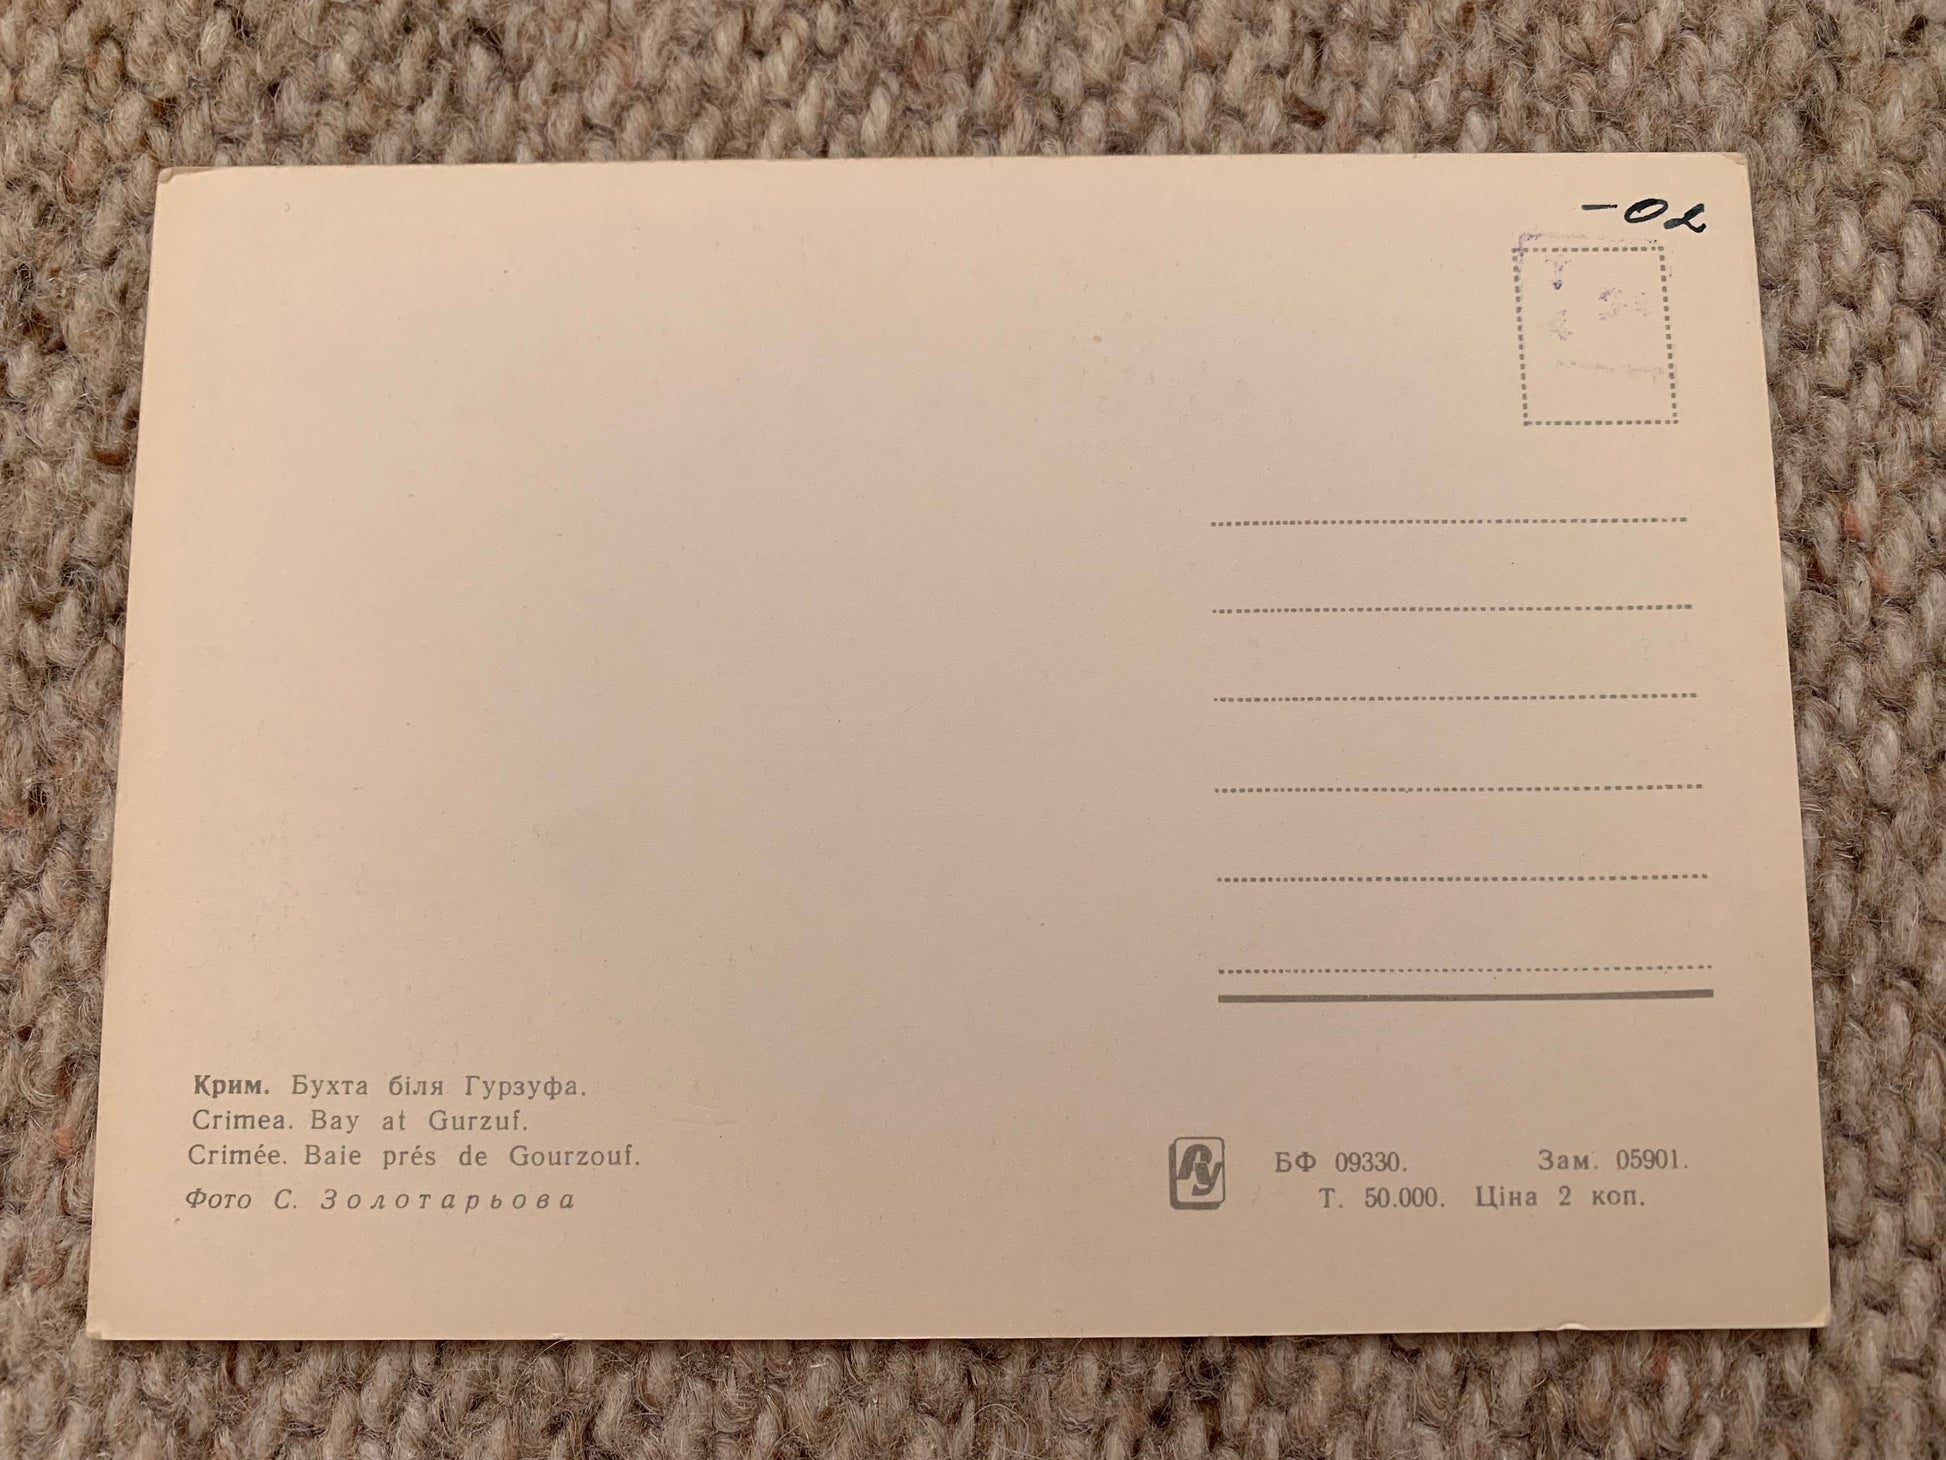 -02
Крим. Бухта біля Гурзуфа.
Crimea. Bay at Gurzuf.
Crimée. Baie prés de Gourzouf.
Фото С. Золотарьова
БФ 09330. Зам. 05901.
Т. 50.000. Ціна 2 коп.